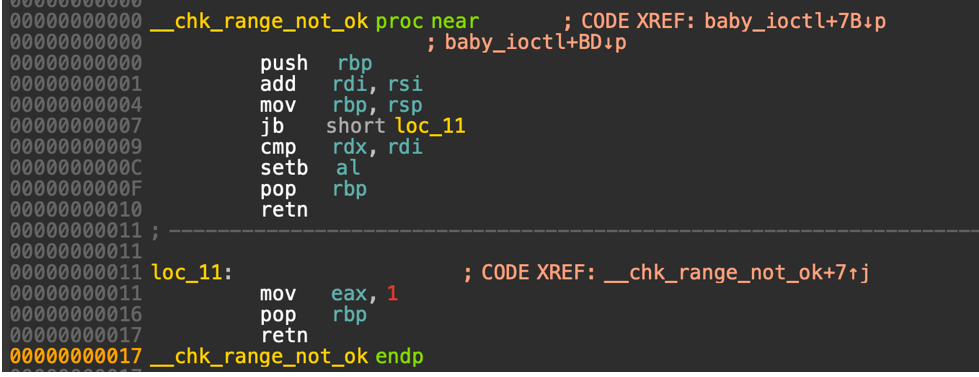 00000000000
00000000000 __chk_range_not_ok proc near ; CODE XREF: baby_ioctl+7B↓p
00000000000 ; baby_ioctl+BD↓p
00000000000 push rbp
00000000001 add rdi, rsi
00000000004 mov rbp, rsp
00000000007 jb short loc_11
00000000009 cmp rdx, rdi
0000000000C setb al
0000000000F pop rbp
00000000010 retn
00000000011 ; ---------------------------------------------------------------------------
00000000011
00000000011 loc_11: ; CODE XREF: __chk_range_not_ok+7↑j
00000000011 mov eax, 1
00000000016 pop rbp
00000000017 retn
00000000017 __chk_range_not_ok endp
00000000017